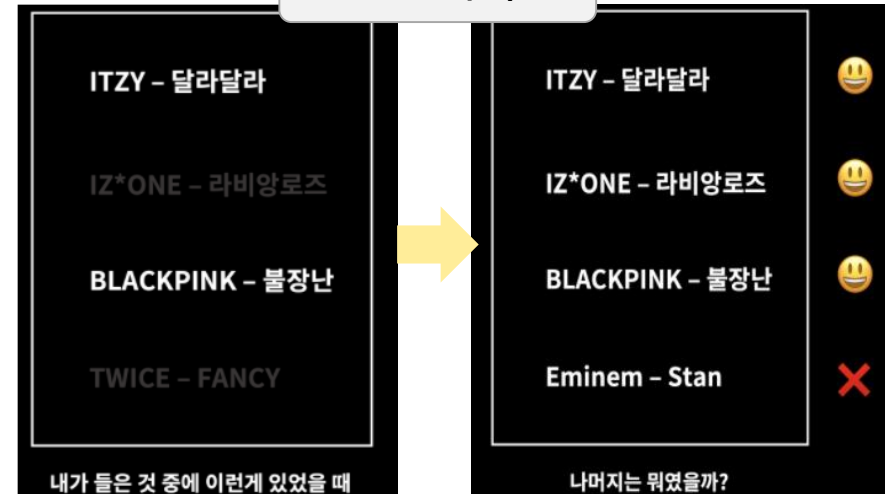 ITZY – 달라달라
IZ*ONE – 라비앙로즈
BLACKPINK – 불장난
TWICE – FANCY
내가 들은 것 중에 이런게 있었을 때
ITZY – 달라달라
IZ*ONE – 라비앙로즈
BLACKPINK – 불장난
Eminem – Stan
나머지는 뭐였을까?